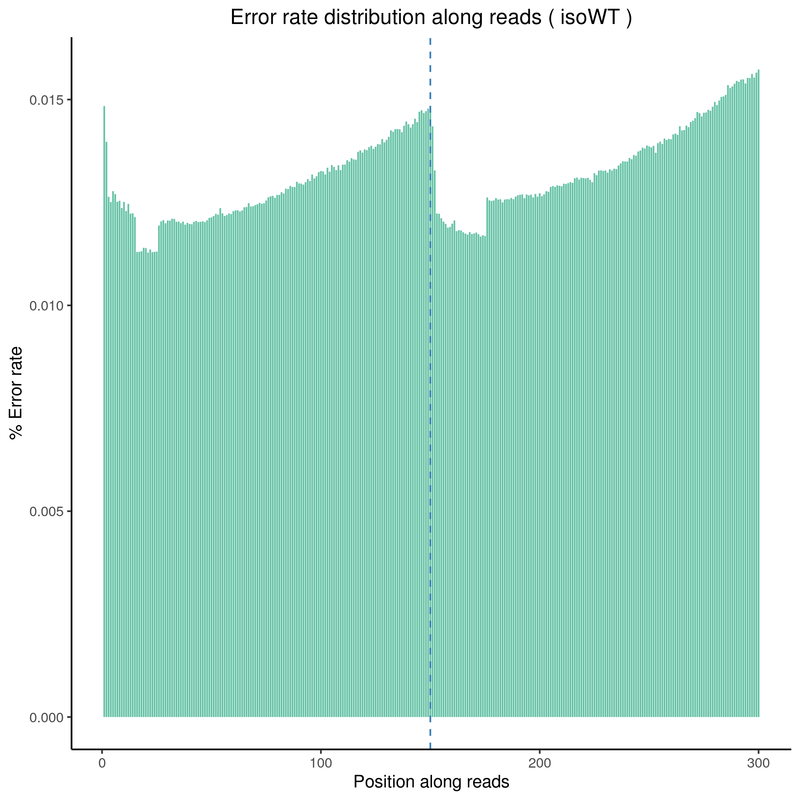 Error rate distribution along reads ( isoWT )
% Error rate
0.015
0.010
0.005
0.000
0
100
200
300
Position along reads